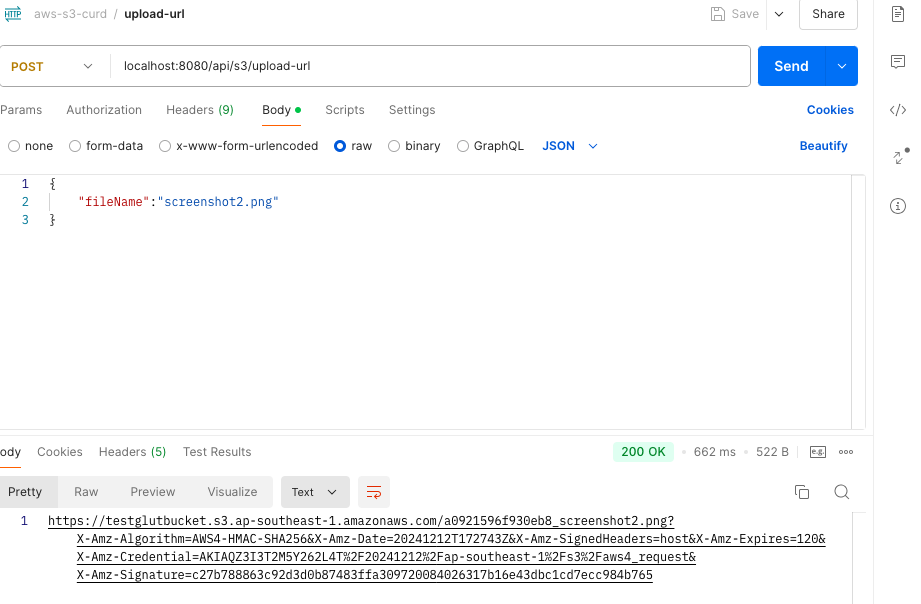 HTTP aws-s3-curd / upload-url Save Share
POST localhost:8080/api/s3/upload-url Send
Params Authorization Headers (9) Body Scripts Settings Cookies
none form-data x-www-form-urlencoded raw binary GraphQL JSON Beautify
1 {
2 "fileName":"screenshot2.png"
3 }
ody Cookies Headers (5) Test Results 200 OK 662 ms 522 B e.g.
Pretty Raw Preview Visualize Text
1 https://testglutbucket.s3.ap-southeast-1.amazonaws.com/a0921596f930eb8_screenshot2.png?
X-Amz-Algorithm=AWS4-HMAC-SHA256&X-Amz-Date=20241212T172743Z&X-Amz-SignedHeaders=host&X-Amz-Expires=120&
X-Amz-Credential=AKIAQZ3I3T2M5Y262L4T%2F20241212%2Fap-southeast-1%2Fs3%2Faws4_request&
X-Amz-Signature=c27b788863c92d3d0b87483ffa309720084026317b16e43dbc1cd7ecc984b765